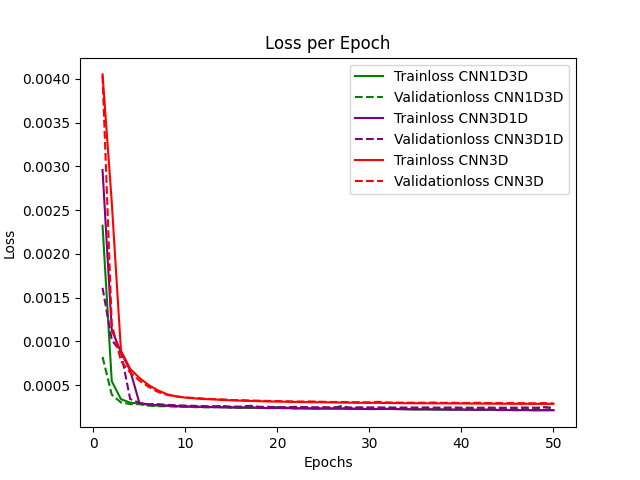 Loss per Epoch
Loss
0.0040
0.0035
0.0030
0.0025
0.0020
0.0015
0.0010
0.0005
Trainloss CNN1D3D
Validationloss CNN1D3D
Trainloss CNN3D1D
Validationloss CNN3D1D
Trainloss CNN3D
Validationloss CNN3D
0 10 20 30 40 50
Epochs